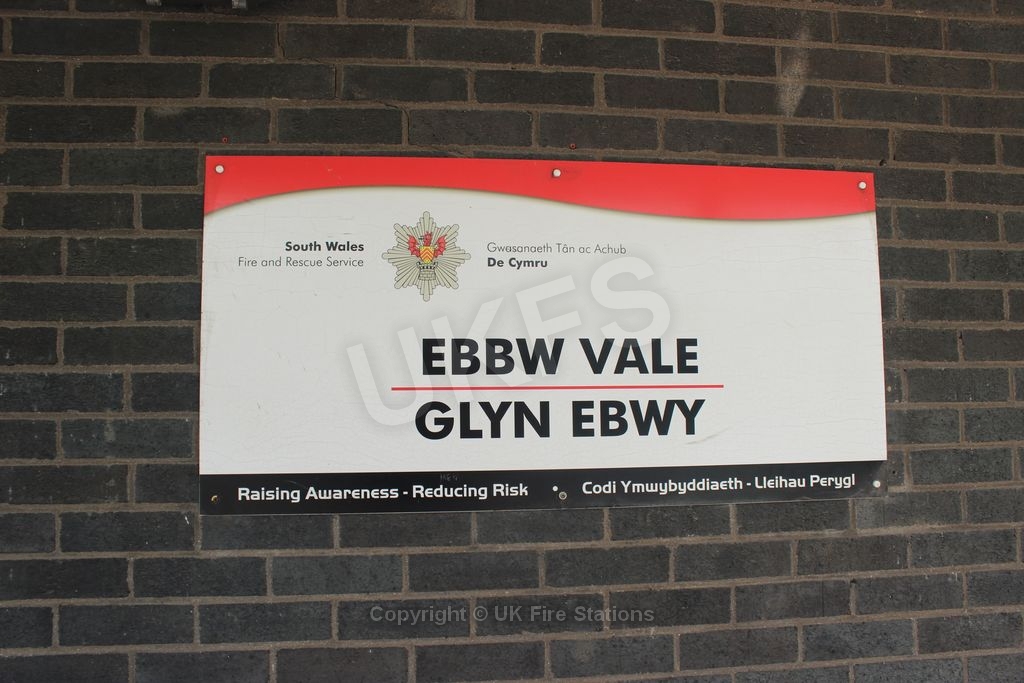 South Wales
Fire and Rescue Service
Gwasanaeth Tân ac Achub
De Cymru
UKFS
EBBW VALE
GLYN EBWY
Raising Awareness - Reducing Risk
Codi Ymwybyddiaeth - Lleihau Perygl
Copyright © UK Fire Stations